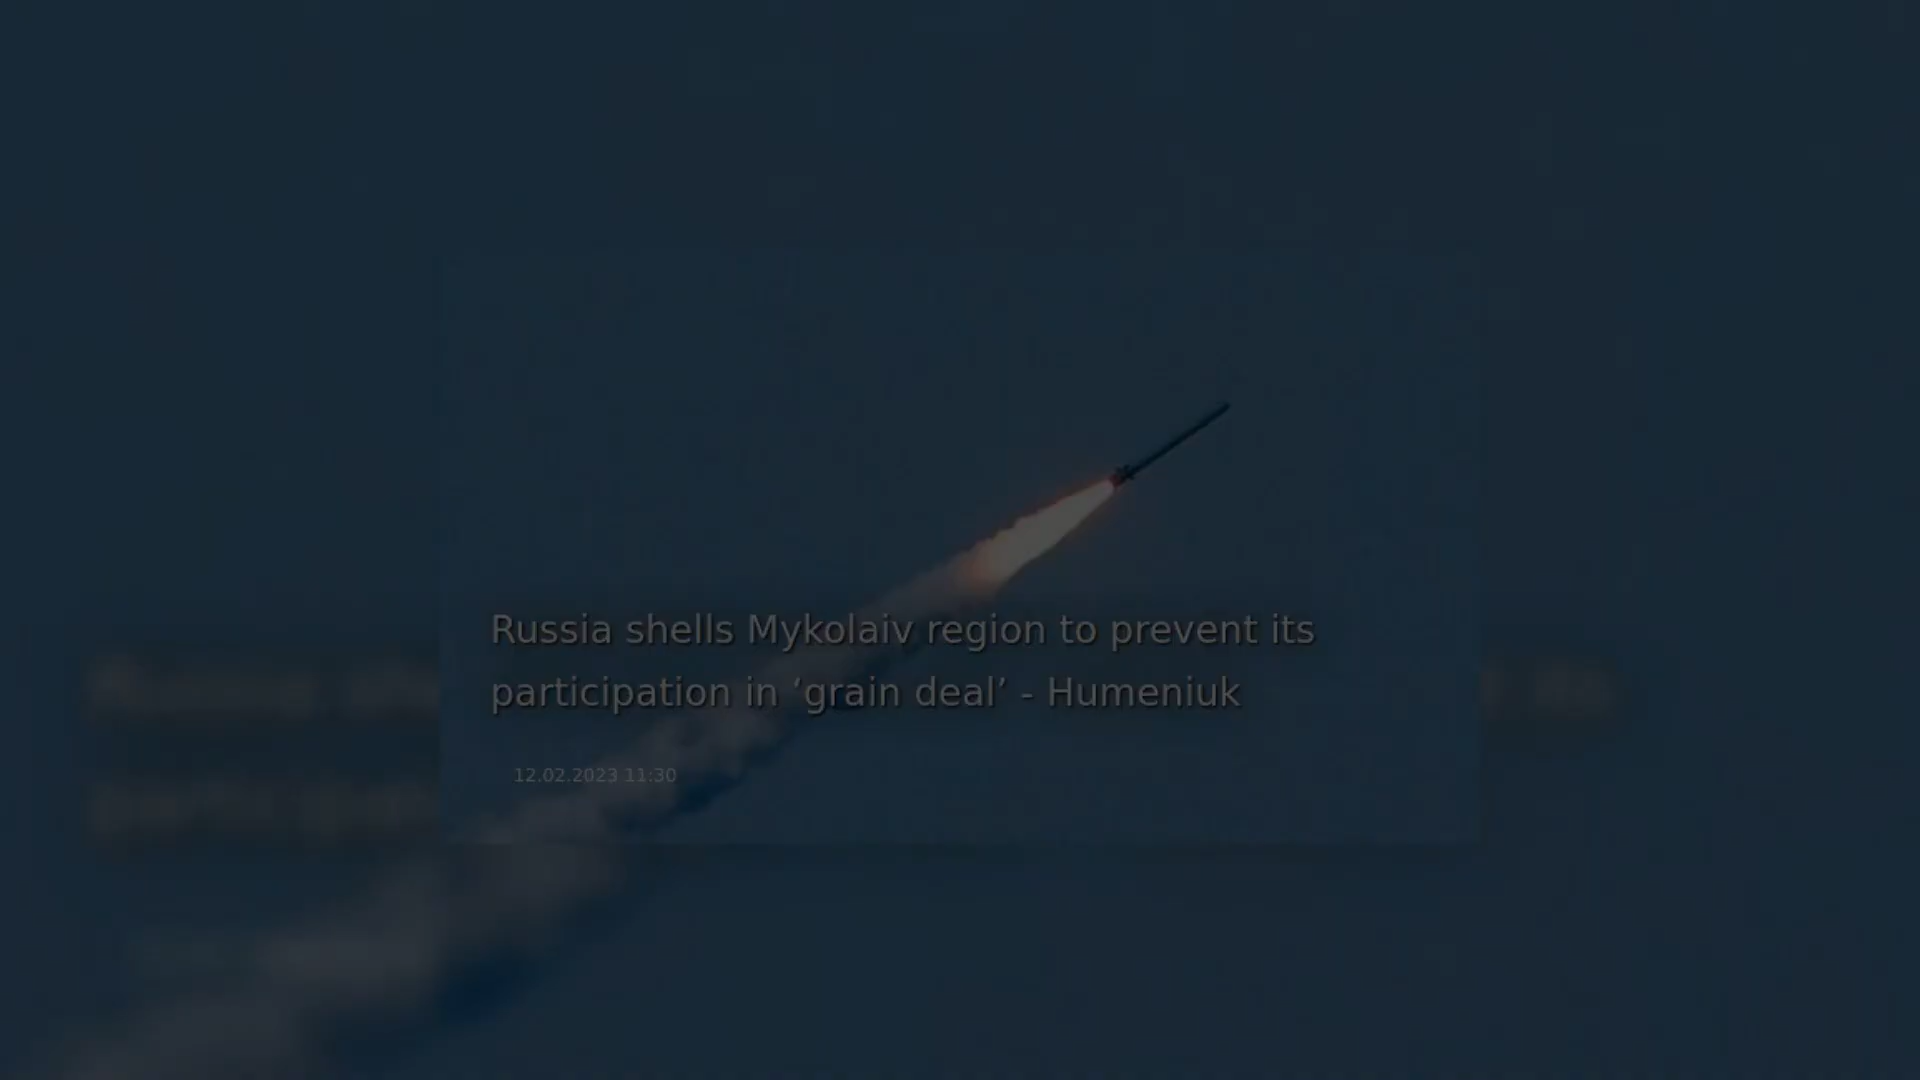 Russia shells Mykolaiv region to prevent its
participation in ‘grain deal’ - Humeniuk
12.02.2023 11:30